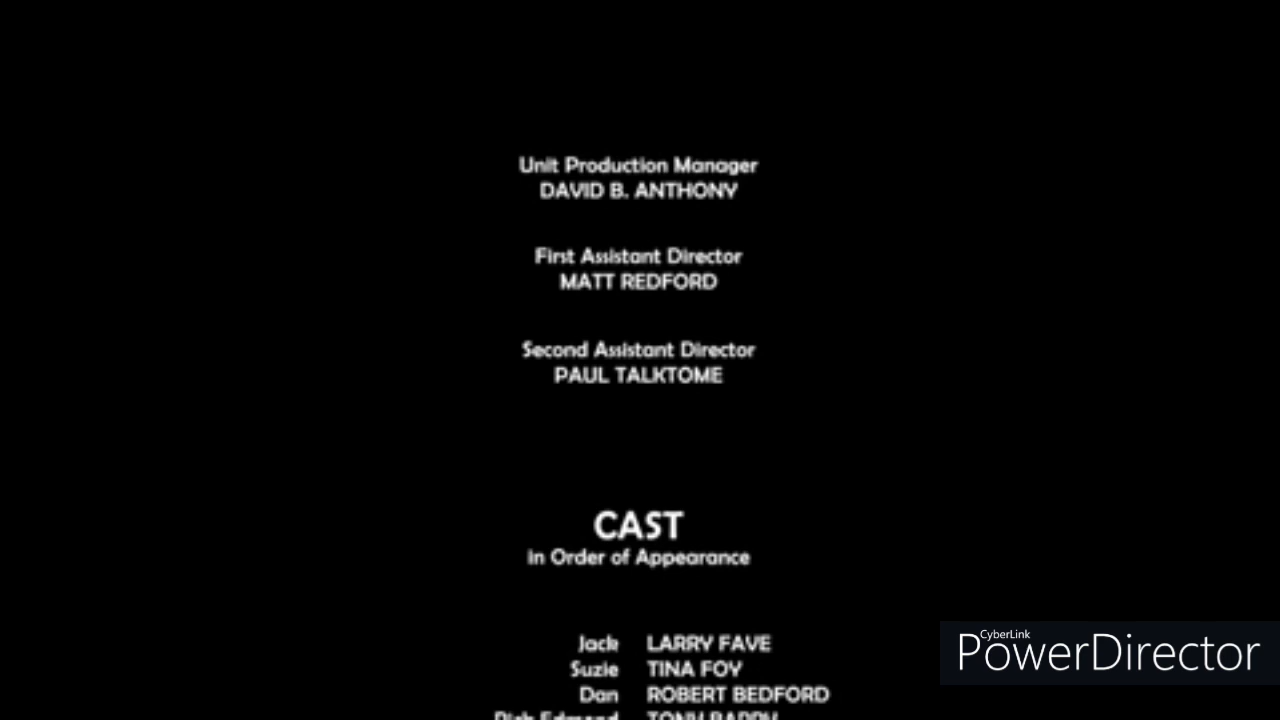 Unit Production Manager
DAVID B. ANTHONY
First Assistant Director
MATT REDFORD
Second Assistant Director
PAUL TALKTOME
CAST
in Order of Appearance
Jack LARRY FAVE
Suzie TINA FOY
Dan ROBERT BEDFORD
CyberLink
PowerDirector